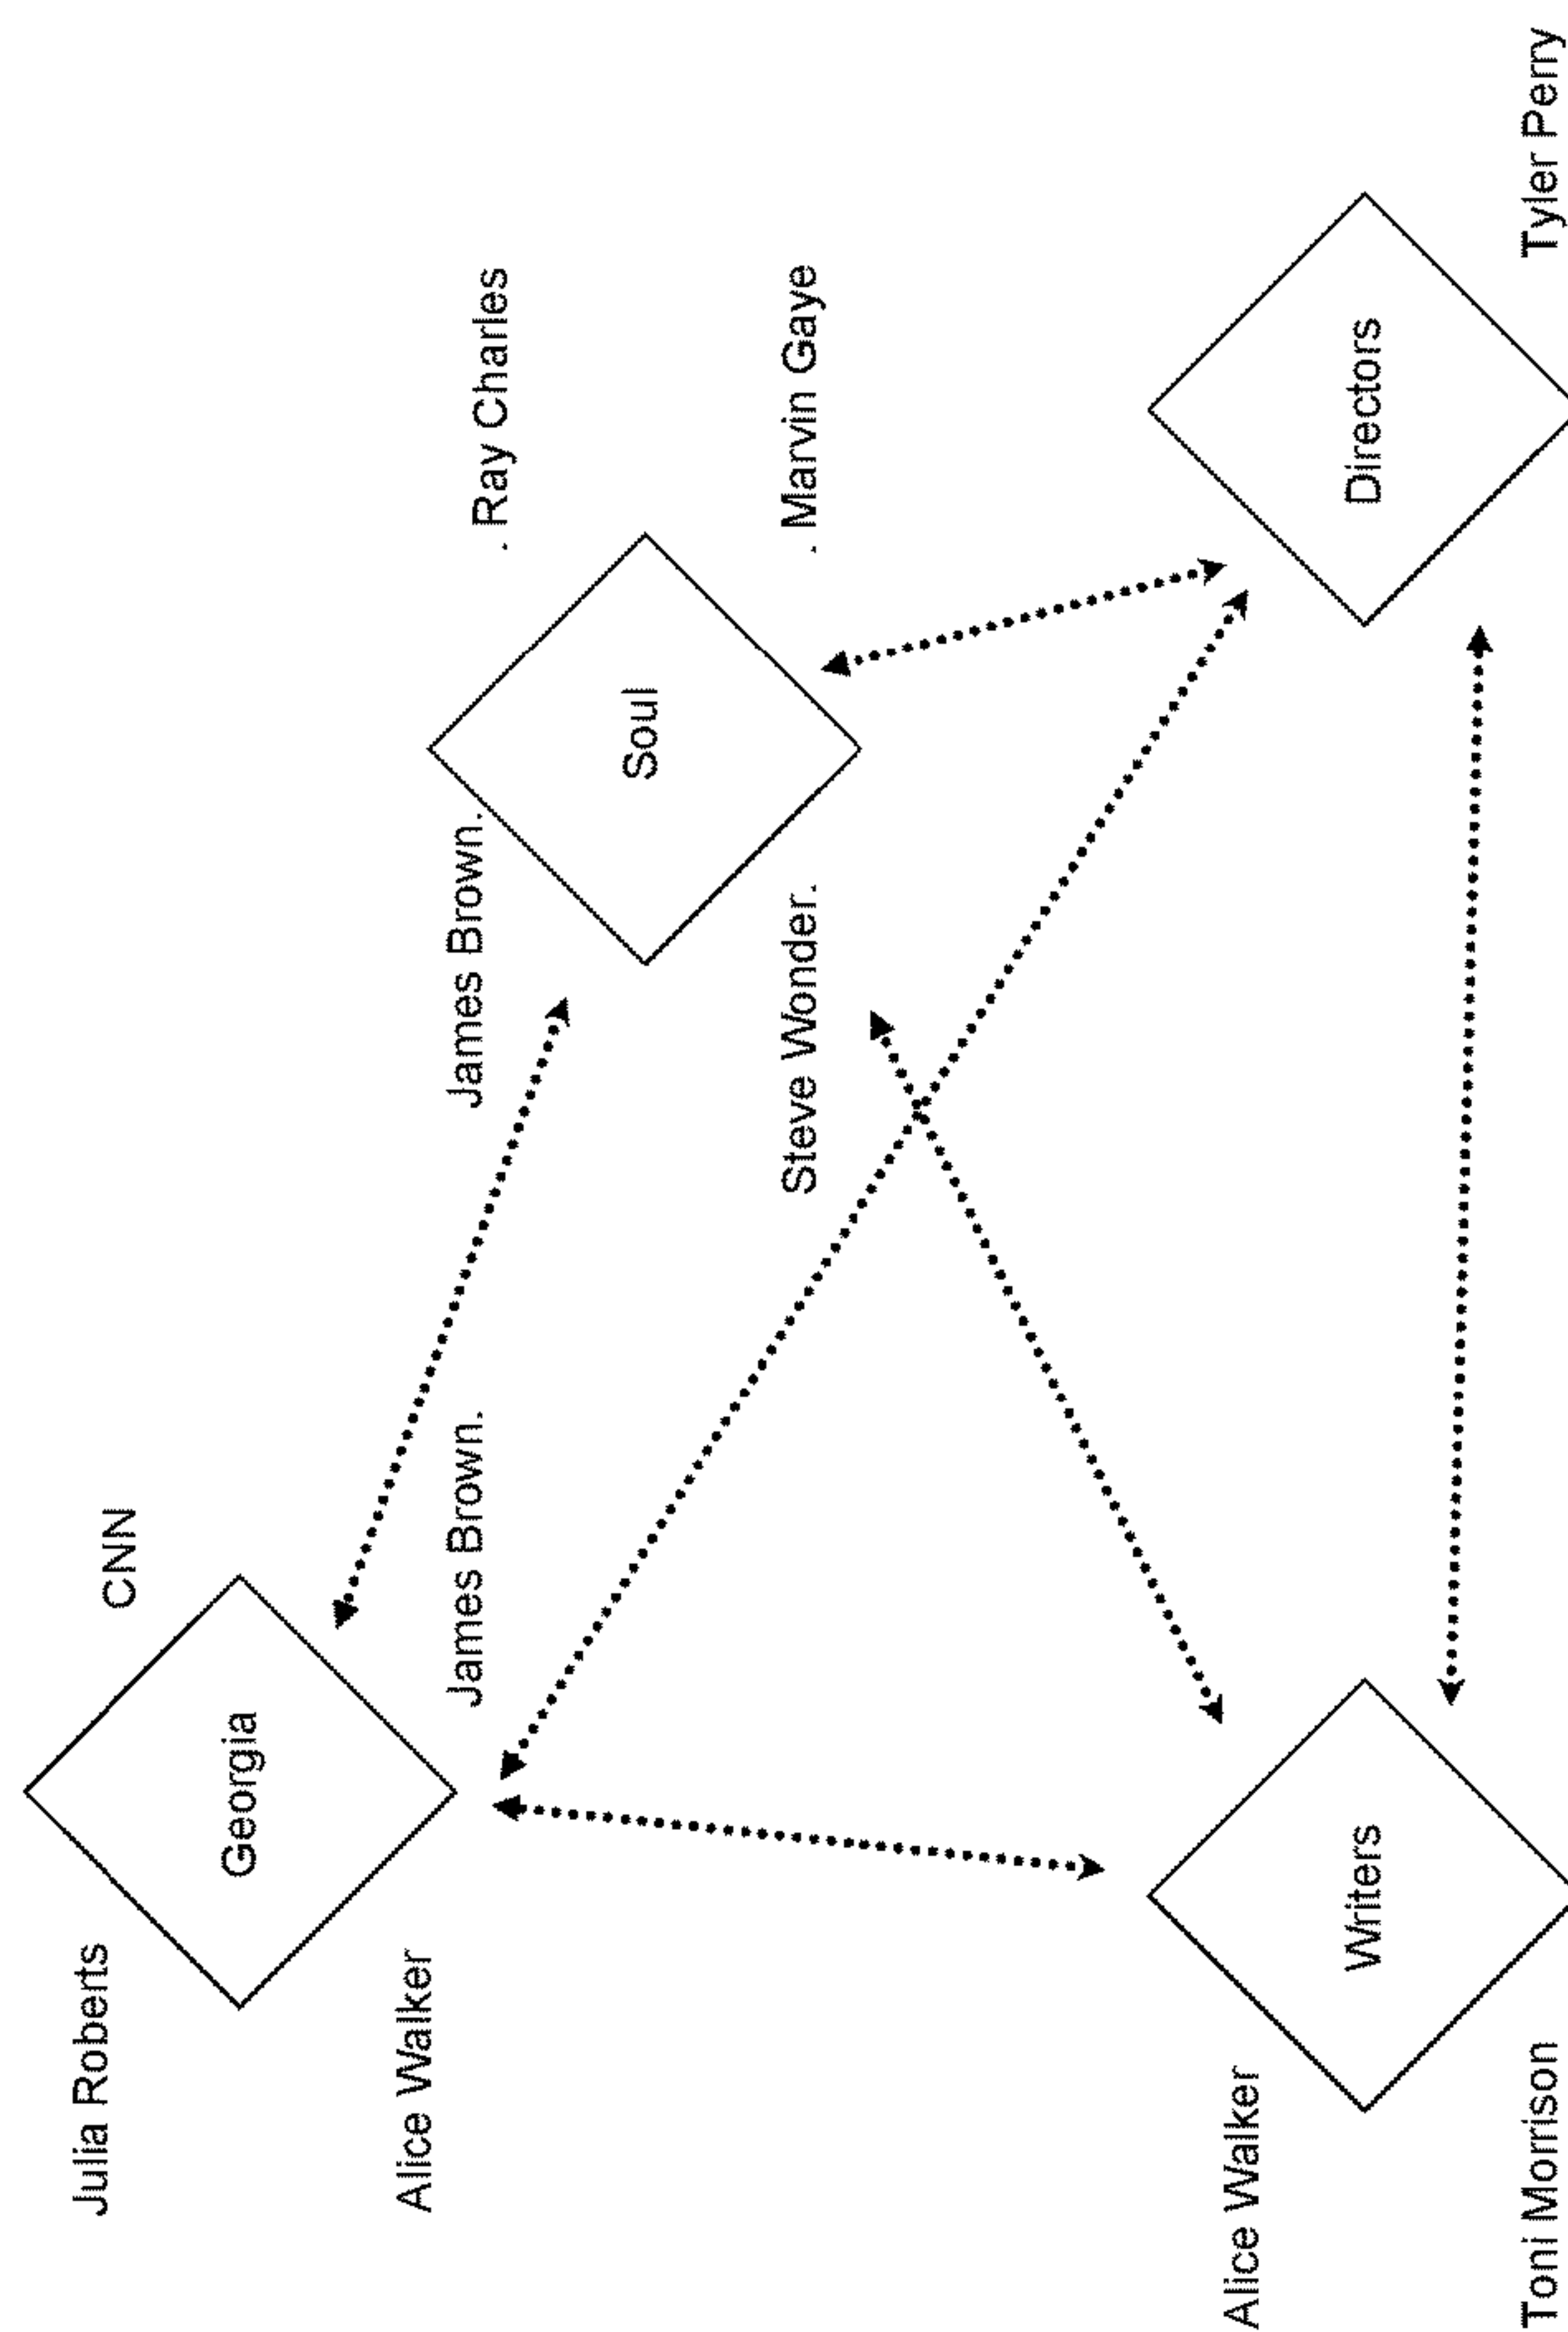 Julia Roberts
CNN
Georgia
Alice Walker
James Brown.
James Brown.
. Ray Charles
Soul
Steve Wonder.
. Marvin Gaye
Alice Walker
Writers
Directors
Toni Morrison
Tyler Perry